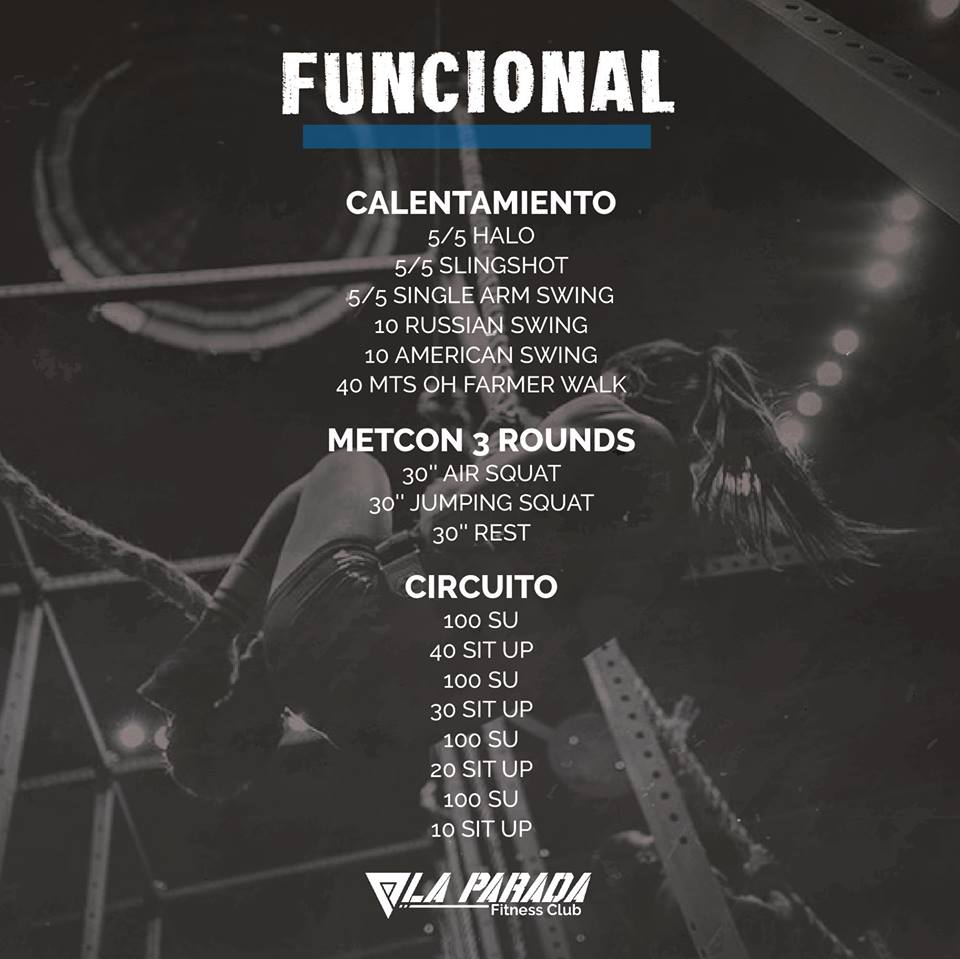 FUNCIONAL
CALENTAMIENTO
5/5 HALO
5/5 SLINGSHOT
5/5 SINGLE ARM SWING
10 RUSSIAN SWING
10 AMERICAN SWING
40 MTS OH FARMER WALK
METCON 3 ROUNDS
30'' AIR SQUAT
30'' JUMPING SQUAT
30'' REST
CIRCUITO
100 SU
40 SIT UP
100 SU
30 SIT UP
100 SU
20 SIT UP
100 SU
10 SIT UP
LA PARADA
Fitness Club